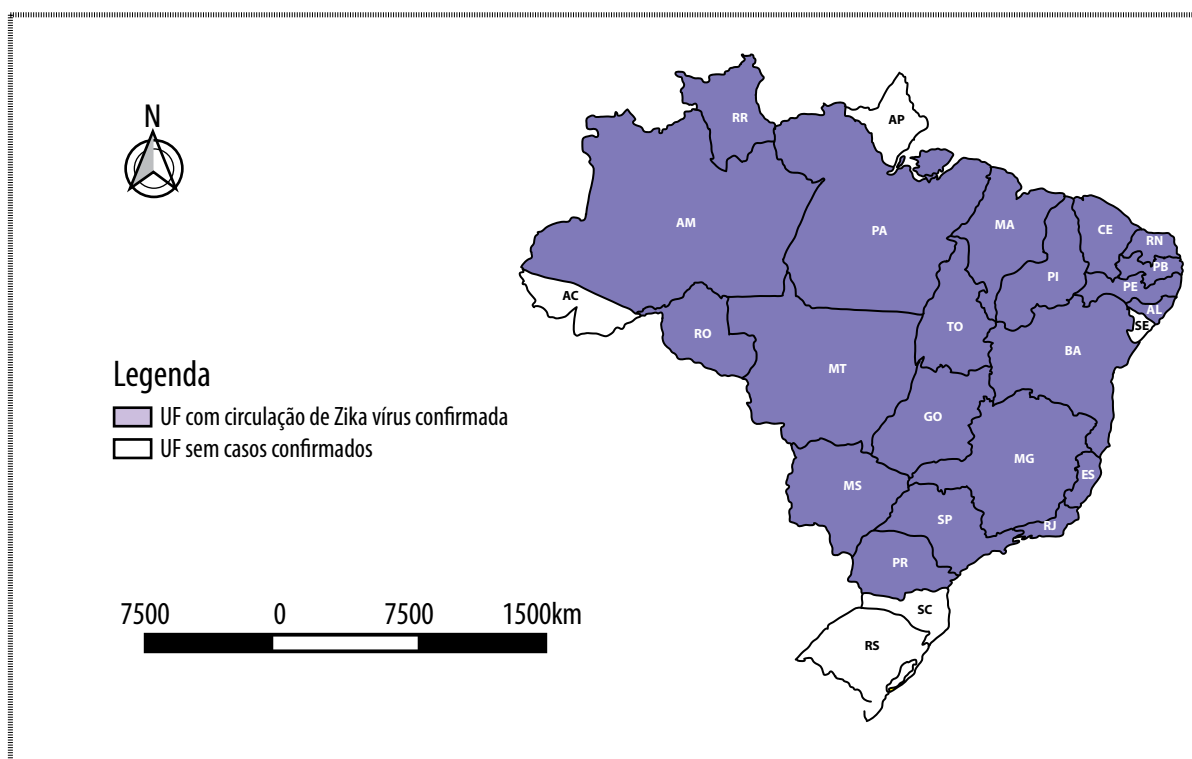 N
RR
AP
AM
PA
MA
CE
RN
PB
PI
PE
AL
SE
AC
RO
TO
BA
MT
GO
MG
ES
MS
SP
RJ
PR
SC
RS
Legenda
UF com circulação de Zika vírus confirmada
UF sem casos confirmados
7500 0 7500 1500km